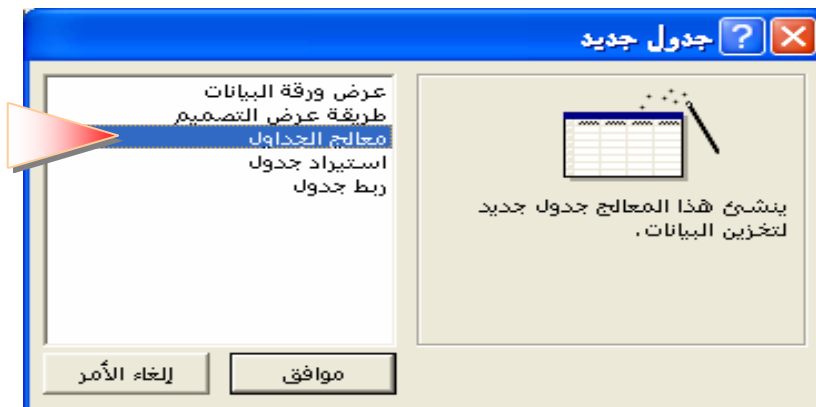 جدول جديد
عرض ورقة البيانات
طريقة عرض التصميم
معالج الجداول
استيراد جدول
ربط جدول
ينشئ هذا المعالج جدول جديد
لتخزين البيانات.
موافق
إلغاء الأمر